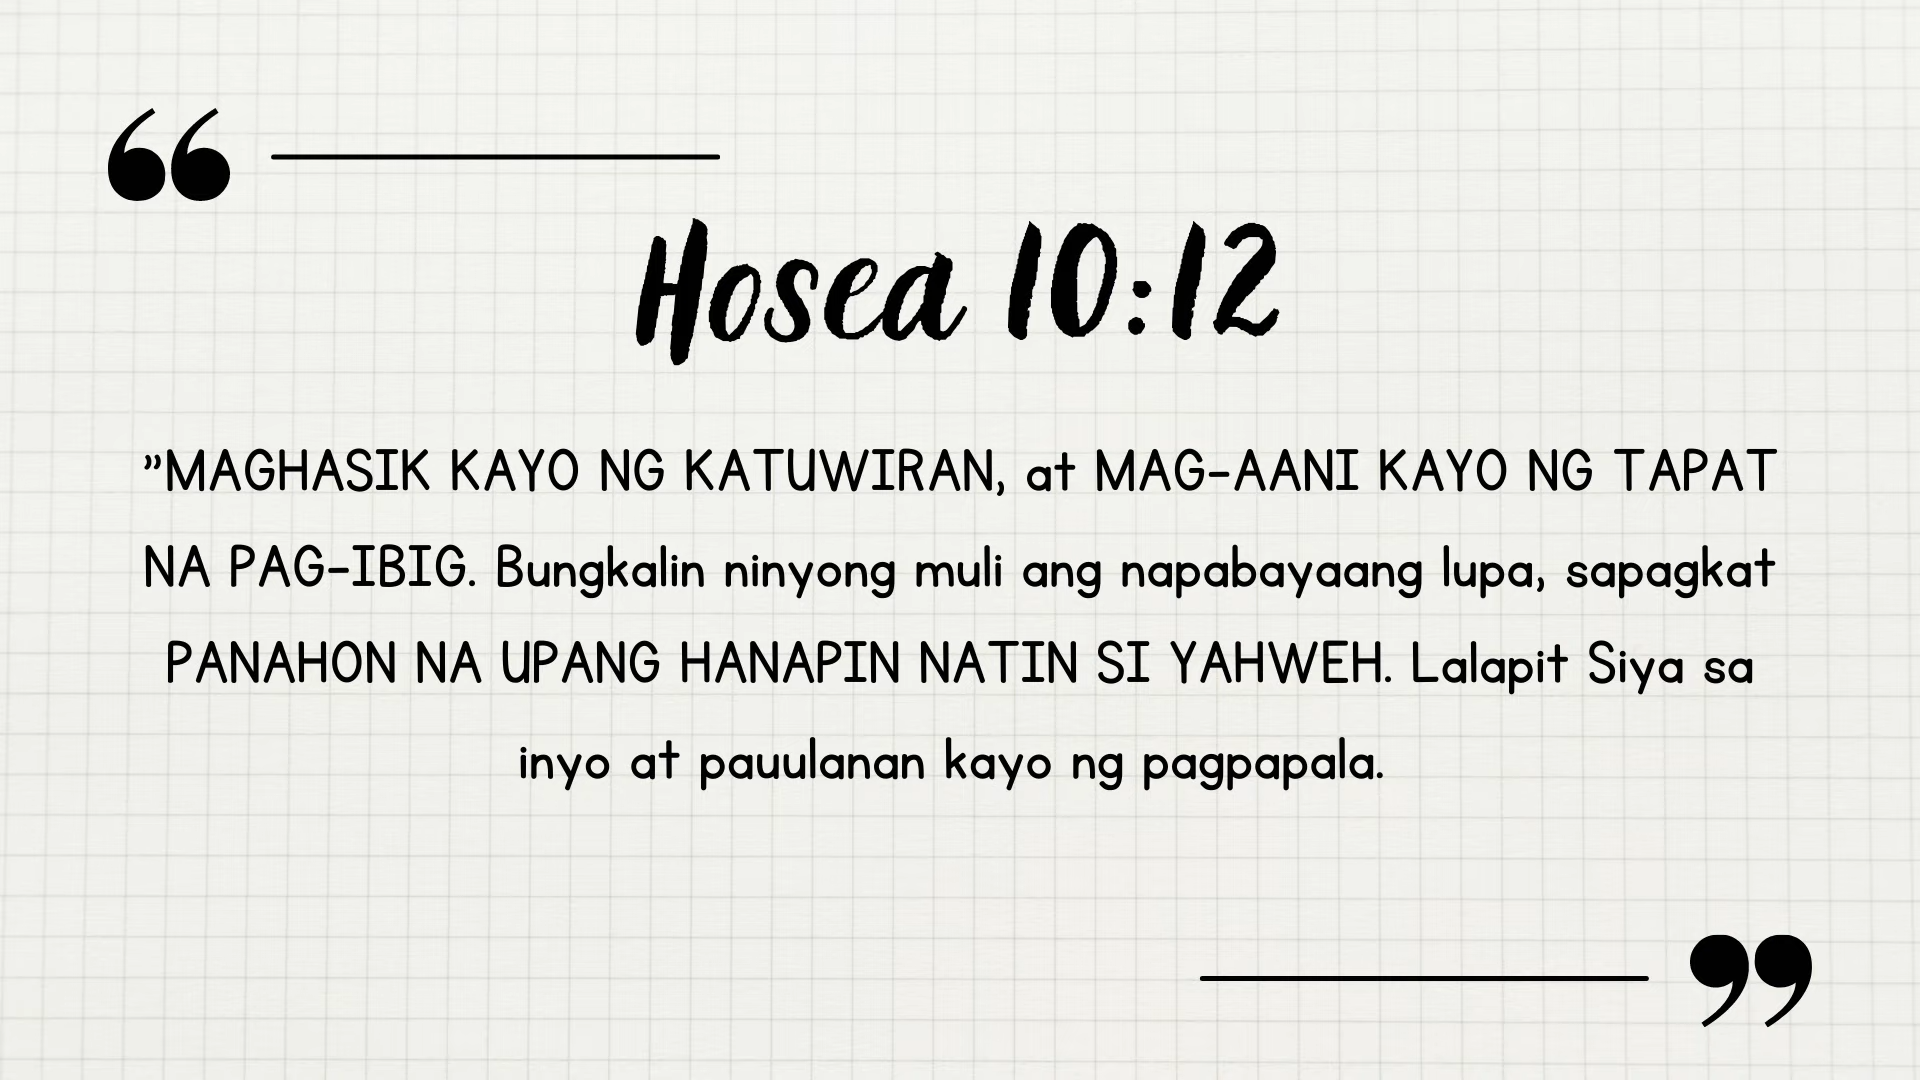 “
Hosea 10:12
”MAGHASIK KAYO NG KATUWIRAN, at MAG-AANI KAYO NG TAPAT
NA PAG-IBIG. Bungkalin ninyong muli ang napabayaang lupa, sapagkat
PANAHON NA UPANG HANAPIN NATIN SI YAHWEH. Lalapit Siya sa
inyo at pauulanan kayo ng pagpapala.
”